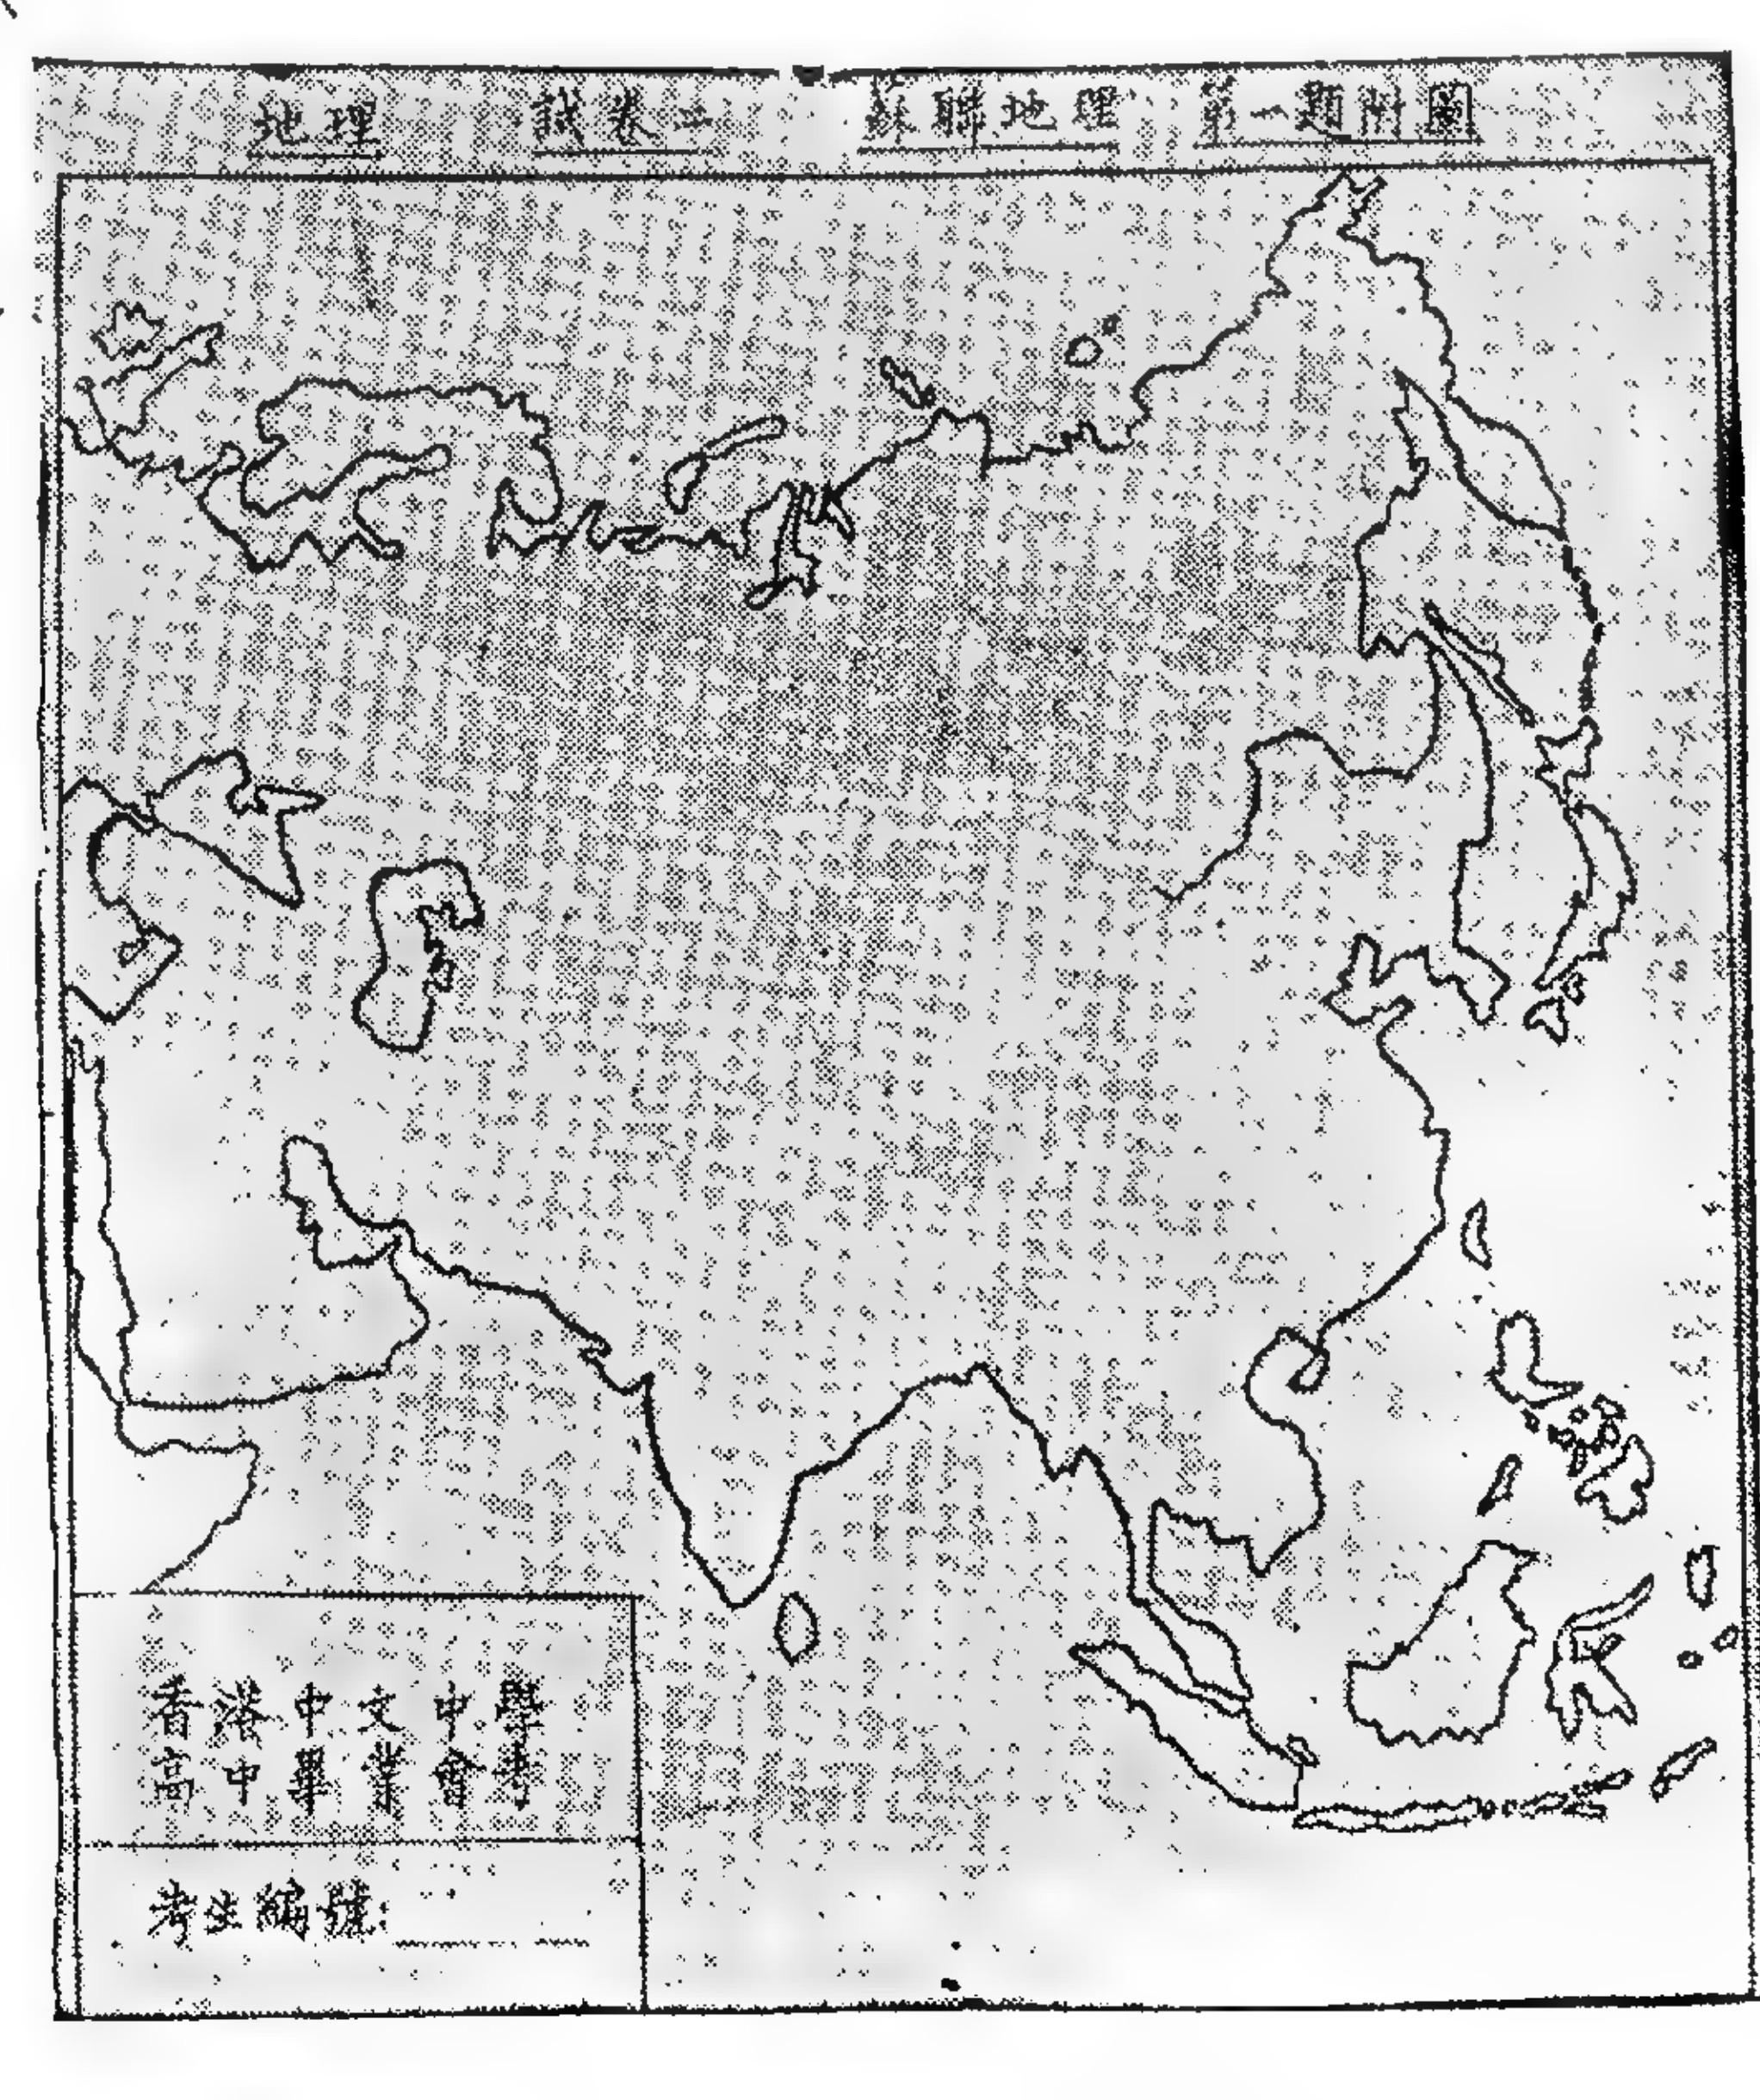 地理 試卷二 蘇聯地理 第一題附圖
香港中文中學
高中畢業會考
考生編號: